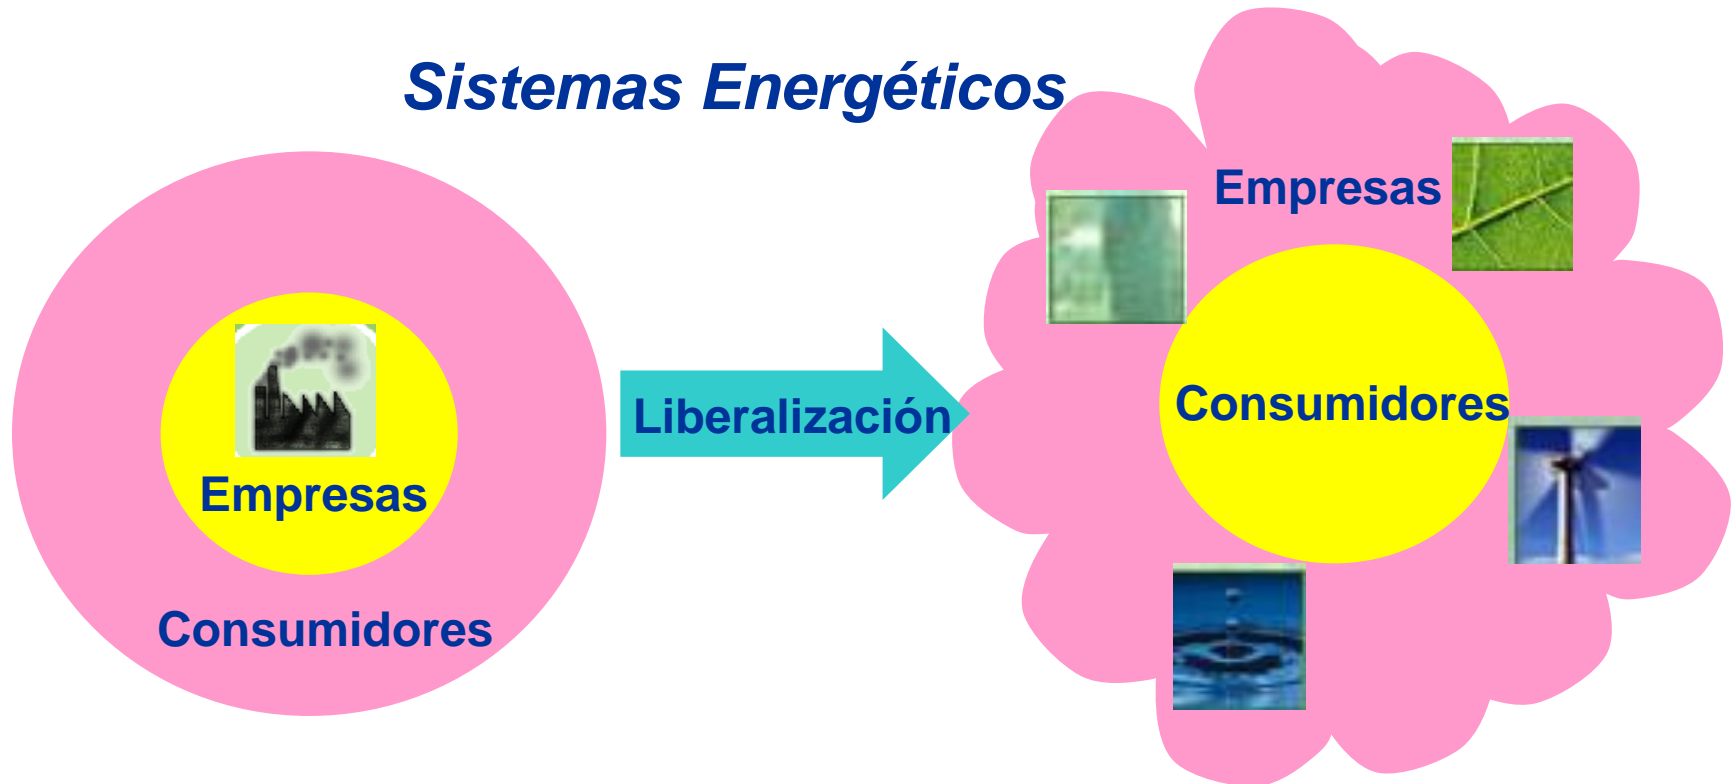 Sistemas Energéticos
Empresas
Consumidores
Liberalización
Empresas
Consumidores